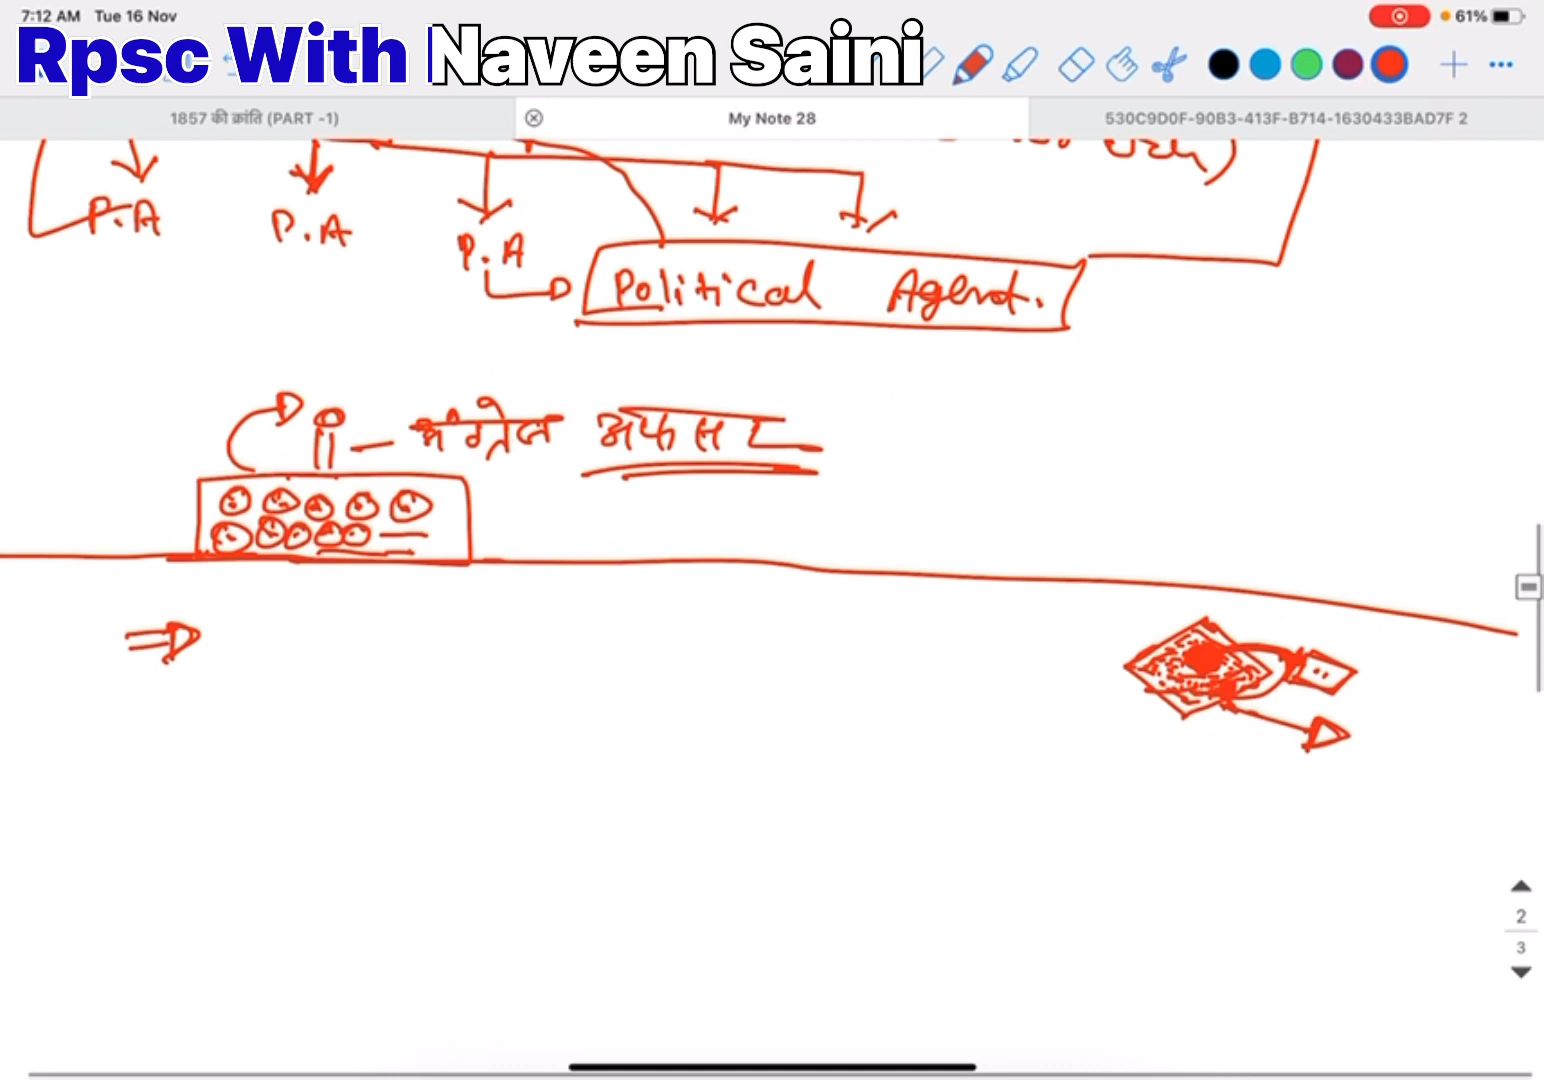 7:12 AM Tue 16 Nov
61%
Rpsc With Naveen Saini
1857 की क्रांति (PART -1)
My Note 28
530C9D0F-90B3-413F-B714-1630433BAD7F 2
P.A
P.A
P.A
Political Agent.
अंग्रेज अफसर
2
3